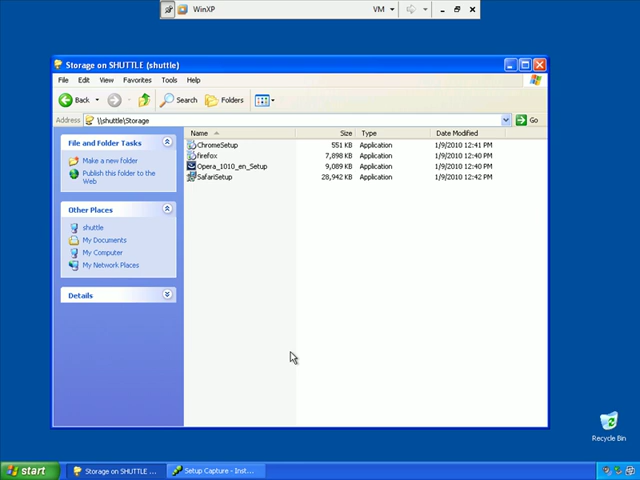 WinXP VM
Storage on SHUTTLE (shuttle)
File Edit View Favorites Tools Help
Back Search Folders
Address \\shuttle\Storage Go
File and Folder Tasks
Make a new folder
Publish this folder to the
Web
Other Places
shuttle
My Documents
My Computer
My Network Places
Details
Name Size Type Date Modified
ChromeSetup 551 KB Application 1/9/2010 12:41 PM
firefox 7,898 KB Application 1/9/2010 12:40 PM
Opera_1010_en_Setup 9,089 KB Application 1/9/2010 12:40 PM
SafariSetup 28,942 KB Application 1/9/2010 12:42 PM
Recycle Bin
start Storage on SHUTTLE ... Setup Capture - Inst...